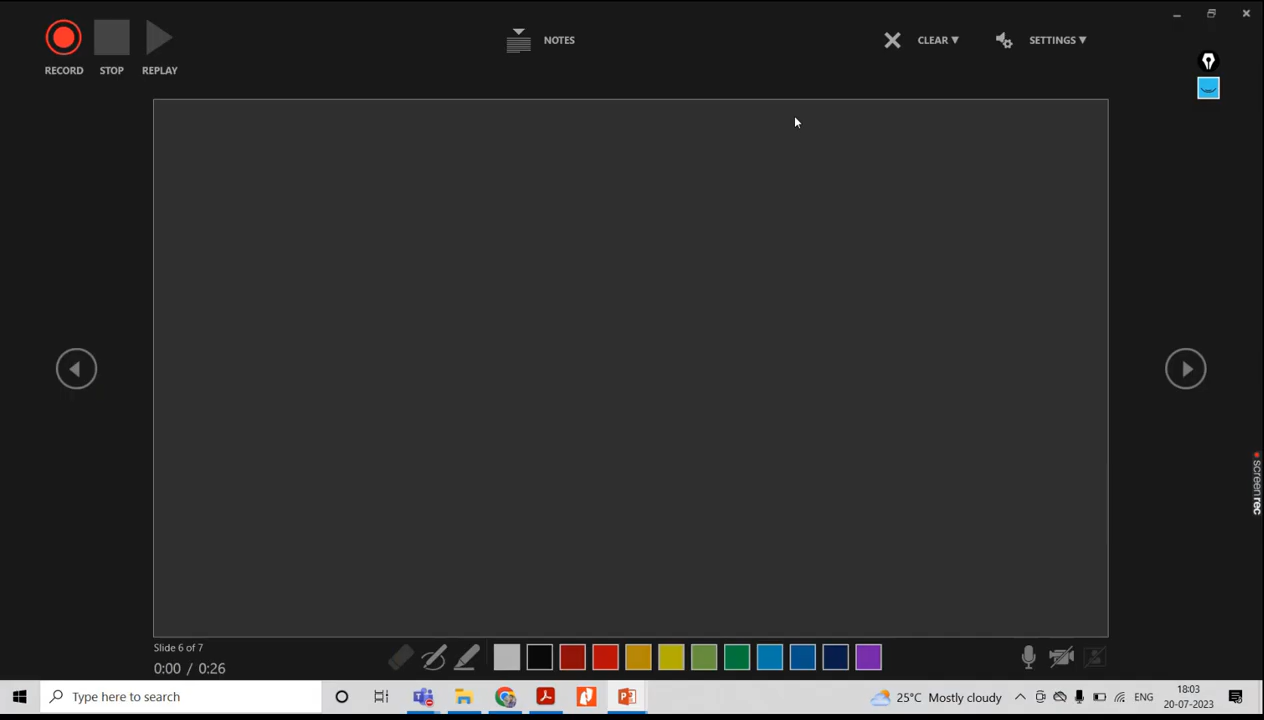 NOTES
CLEAR
SETTINGS
RECORD
STOP
REPLAY
screenrec
Slide 6 of 7
0:00 / 0:26
Type here to search
25°C Mostly cloudy
ENG
18:03
20-07-2023